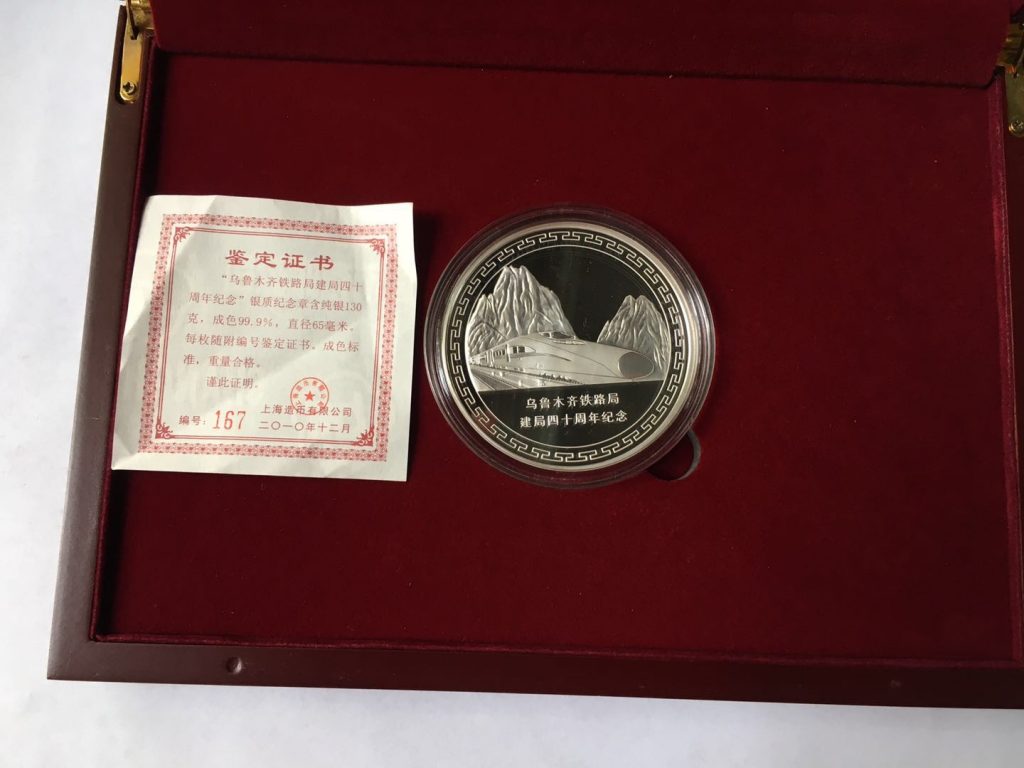 鉴定证书
“乌鲁木齐铁路局建局四十
周年纪念”银质纪念章含纯银130
克，成色99.9%，直径65毫米。
每枚随附编号鉴定证书。成色标
准，重量合格。
谨此证明。
上海造币有限公司
编号：167
二〇一〇年十二月
乌鲁木齐铁路局
建局四十周年纪念